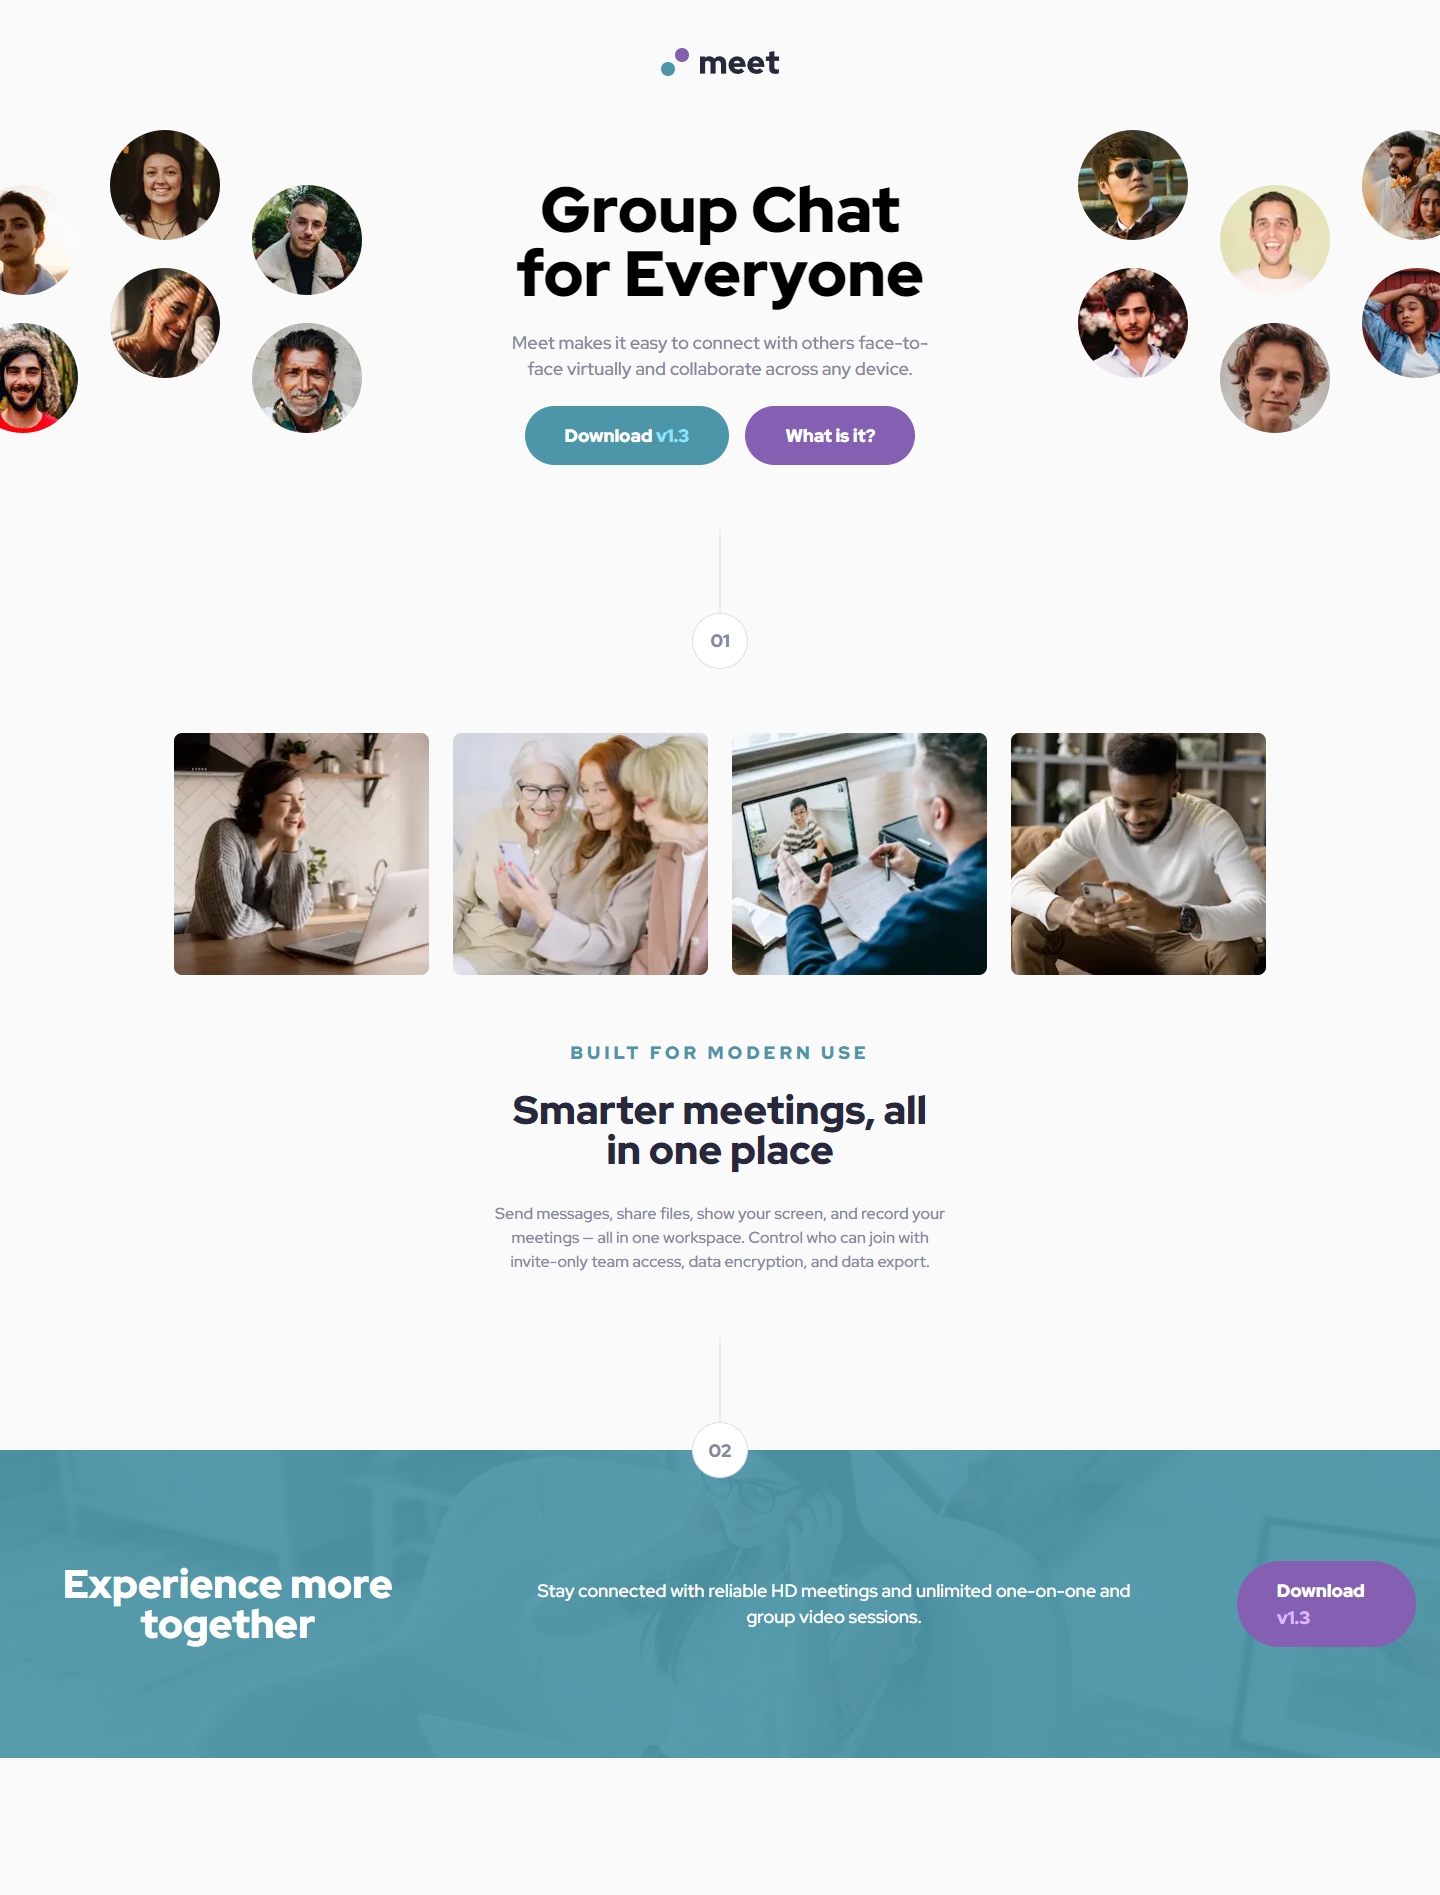 meet
Group Chat
for Everyone
Meet makes it easy to connect with others face-to-
face virtually and collaborate across any device.
Download v1.3
What is it?
01
BUILT FOR MODERN USE
Smarter meetings, all
in one place
Send messages, share files, show your screen, and record your
meetings — all in one workspace. Control who can join with
invite-only team access, data encryption, and data export.
02
Experience more
together
Stay connected with reliable HD meetings and unlimited one-on-one and
group video sessions.
Download
v1.3